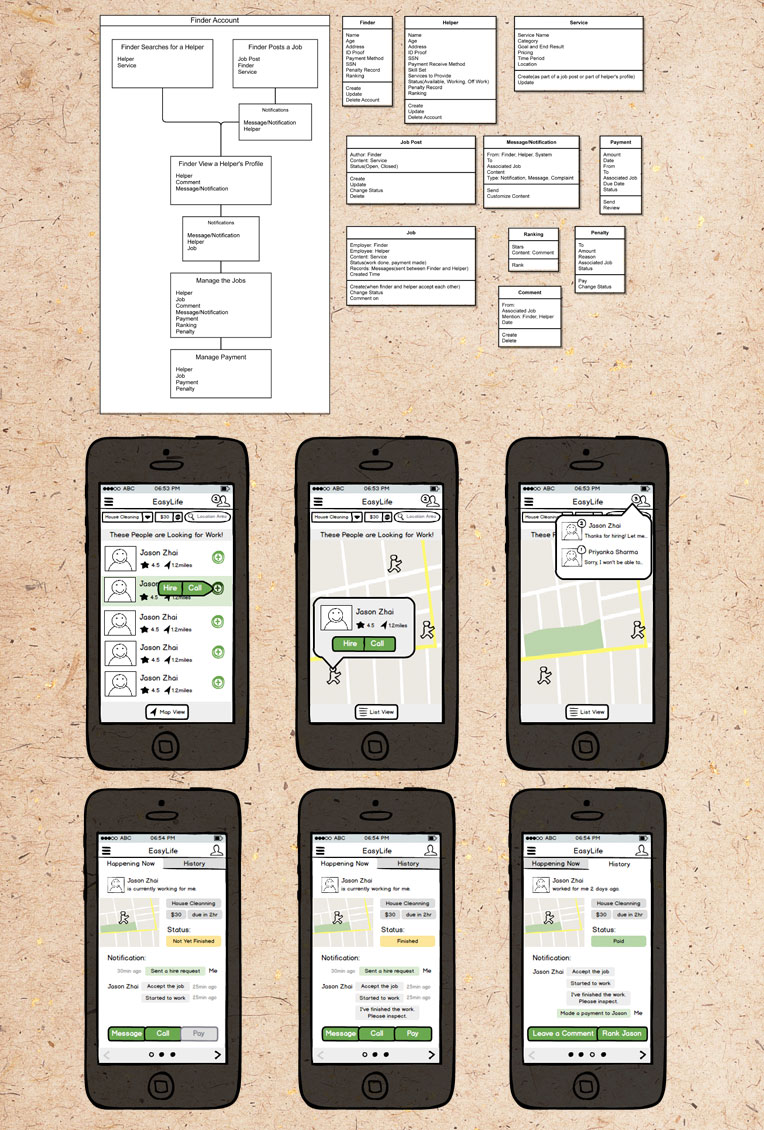 Finder Account
Finder Searches for a Helper
Helper
Service
Finder Posts a Job
Job Post
Finder
Service
Notifications
Message/Notification
Helper
Finder View a Helper's Profile
Helper
Comment
Message/Notification
Notifications
Message/Notification
Helper
Job
Manage the Jobs
Helper
Job
Comment
Message/Notification
Payment
Ranking
Penalty
Manage Payment
Helper
Job
Payment
Penalty
Finder
Name
Age
Address
ID Proof
Payment Method
SSN
Penalty Record
Ranking
Create
Update
Delete Account
Helper
Name
Age
Address
ID Proof
SSN
Payment Receive Method
Skill Set
Services to Provide
Status(Available, Working, Off Work)
Penalty Record
Ranking
Create
Update
Delete Account
Service
Service Name
Category
Goal and End Result
Pricing
Time Period
Location
Create(as part of a job post or part of helper's profile)
Update
Job Post
Author: Finder
Content: Service
Status(Open, Closed)
Create
Update
Change Status
Delete
Message/Notification
From: Finder, Helper, System
To
Associated Job
Content
Type: Notification, Message, Complaint
Send
Customize Content
Payment
Amount
Date
From
To
Associated Job
Due Date
Status
Send
Review
Job
Employer: Finder
Employee: Helper
Content: Service
Status(work done, payment made)
Records: Messages(sent between Finder and Helper)
Created Time
Create(when finder and helper accept each other)
Change Status
Comment on
Ranking
Stars
Content: Comment
Rank
Penalty
To
Amount
Reason
Associated Job
Status
Pay
Change Status
Comment
From:
Associated Job
Mention: Finder, Helper
Date
Create
Delete
ABC 06:53 PM
EasyLife 2
House Cleaning $30 Location Area
These People are Looking for Work!
Jason Zhai
4.5 1.2miles
Jason
Hire Call
4.5 1.2miles
Jason Zhai
4.5 1.2miles
Jason Zhai
4.5 1.2miles
Jason Zhai
4.5 1.2miles
Map View
ABC 06:53 PM
EasyLife 2
House Cleaning $30 Location Area
These People are Looking for Work!
Jason Zhai
4.5 1.2miles
Hire Call
List View
ABC 06:53 PM
EasyLife 3
House Cleaning
These P
2 Jason Zhai
Thanks for hiring! Let me..
1 Priyanka Sharma
Sorry, I won't be able to..
List View
ABC 06:54 PM
EasyLife
Happening Now History
Jason Zhai
is currently working for me.
House Cleanning
$30 due in 2hr
Status:
Not Yet Finished
Notification:
30min ago Sent a hire request Me
Jason Zhai Accept the job 25min ago
Started to work 25min ago
Message Call Pay
ABC 06:54 PM
EasyLife
Happening Now History
Jason Zhai
is currently working for me.
House Cleanning
$30 due in 2hr
Status:
Finished
Notification:
30min ago Sent a hire request Me
Jason Zhai Accept the job 25min ago
Started to work 25min ago
I've finished the work.
Please inspect.
Message Call Pay
ABC 06:54 PM
EasyLife
Happening Now History
Jason Zhai
worked for me 2 days ago.
House Cleanning
$30 due in 2hr
Status:
Paid
Notification:
Jason Zhai Accept the job
Started to work
I've finished the work.
Please inspect.
Made a payment to Jason Me
Leave a Comment Rank Jason